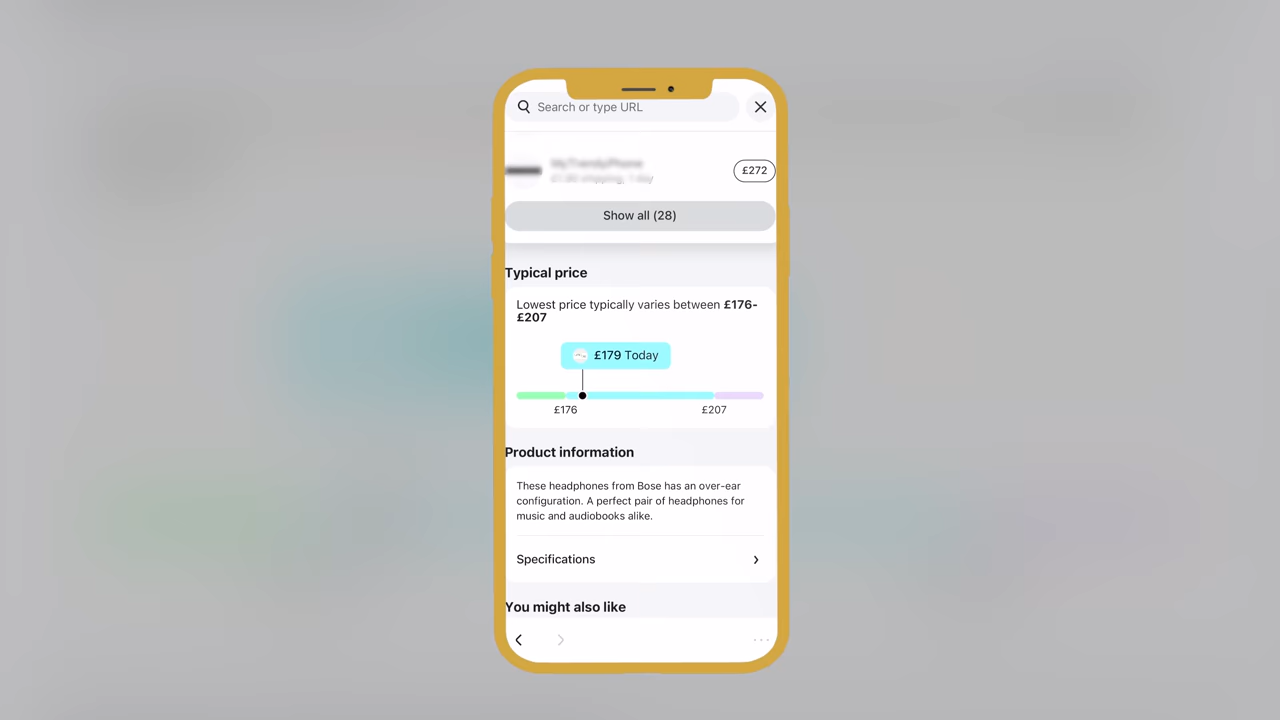 Search or type URL
£272
Show all (28)
Typical price
Lowest price typically varies between £176-
£207
£179 Today
£176 £207
Product information
These headphones from Bose has an over-ear
configuration. A perfect pair of headphones for
music and audiobooks alike.
Specifications
You might also like